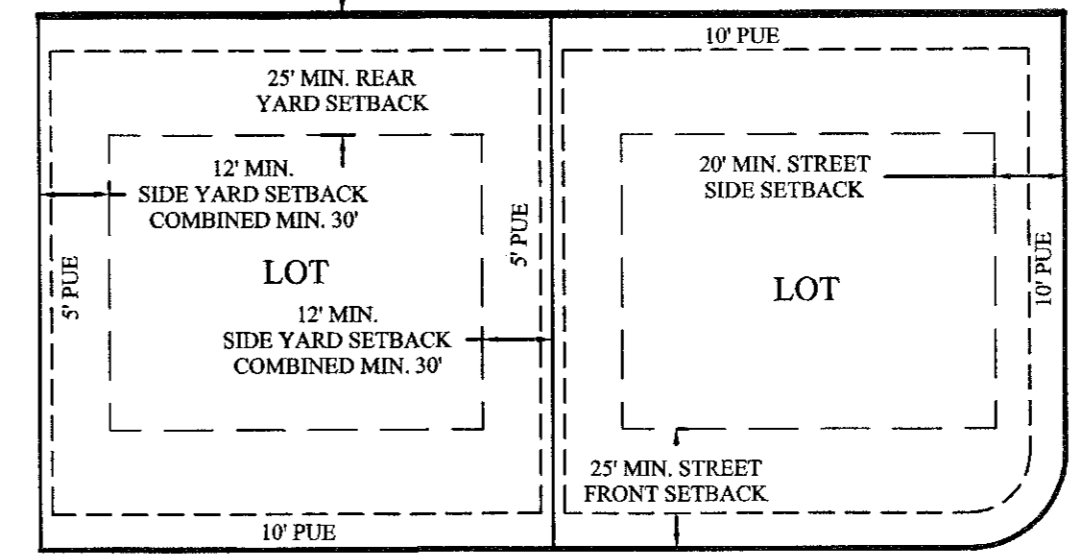 10' PUE
25' MIN. REAR
YARD SETBACK
12' MIN.
SIDE YARD SETBACK
COMBINED MIN. 30'
20' MIN. STREET
SIDE SETBACK
5' PUE
5' PUE
LOT
LOT
10' PUE
12' MIN.
SIDE YARD SETBACK
COMBINED MIN. 30'
25' MIN. STREET
FRONT SETBACK
10' PUE